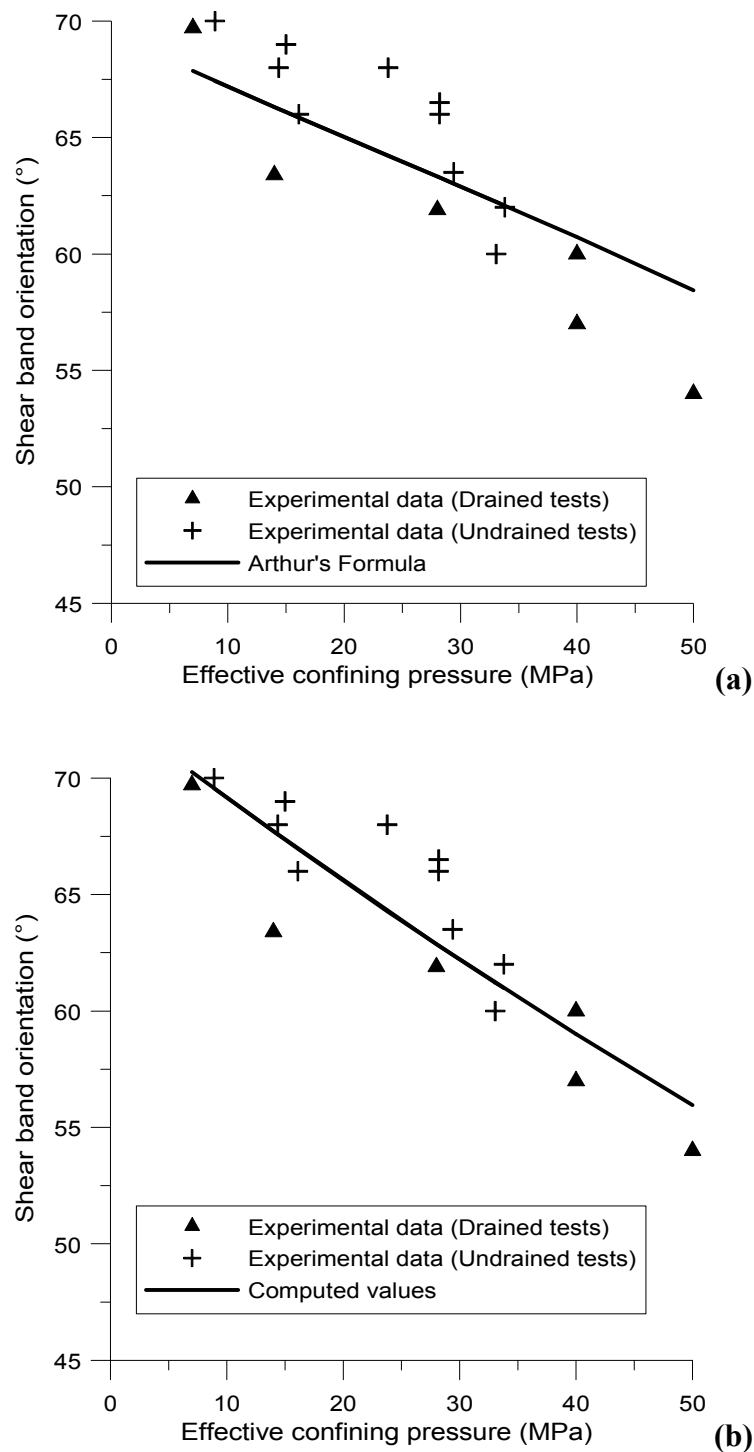 70
65
60
55
50
45
Shear band orientation (°)
Experimental data (Drained tests)
Experimental data (Undrained tests)
Arthur's Formula
0 10 20 30 40 50
Effective confining pressure (MPa)
(a)
70
65
60
55
50
45
Shear band orientation (°)
Experimental data (Drained tests)
Experimental data (Undrained tests)
Computed values
0 10 20 30 40 50
Effective confining pressure (MPa)
(b)